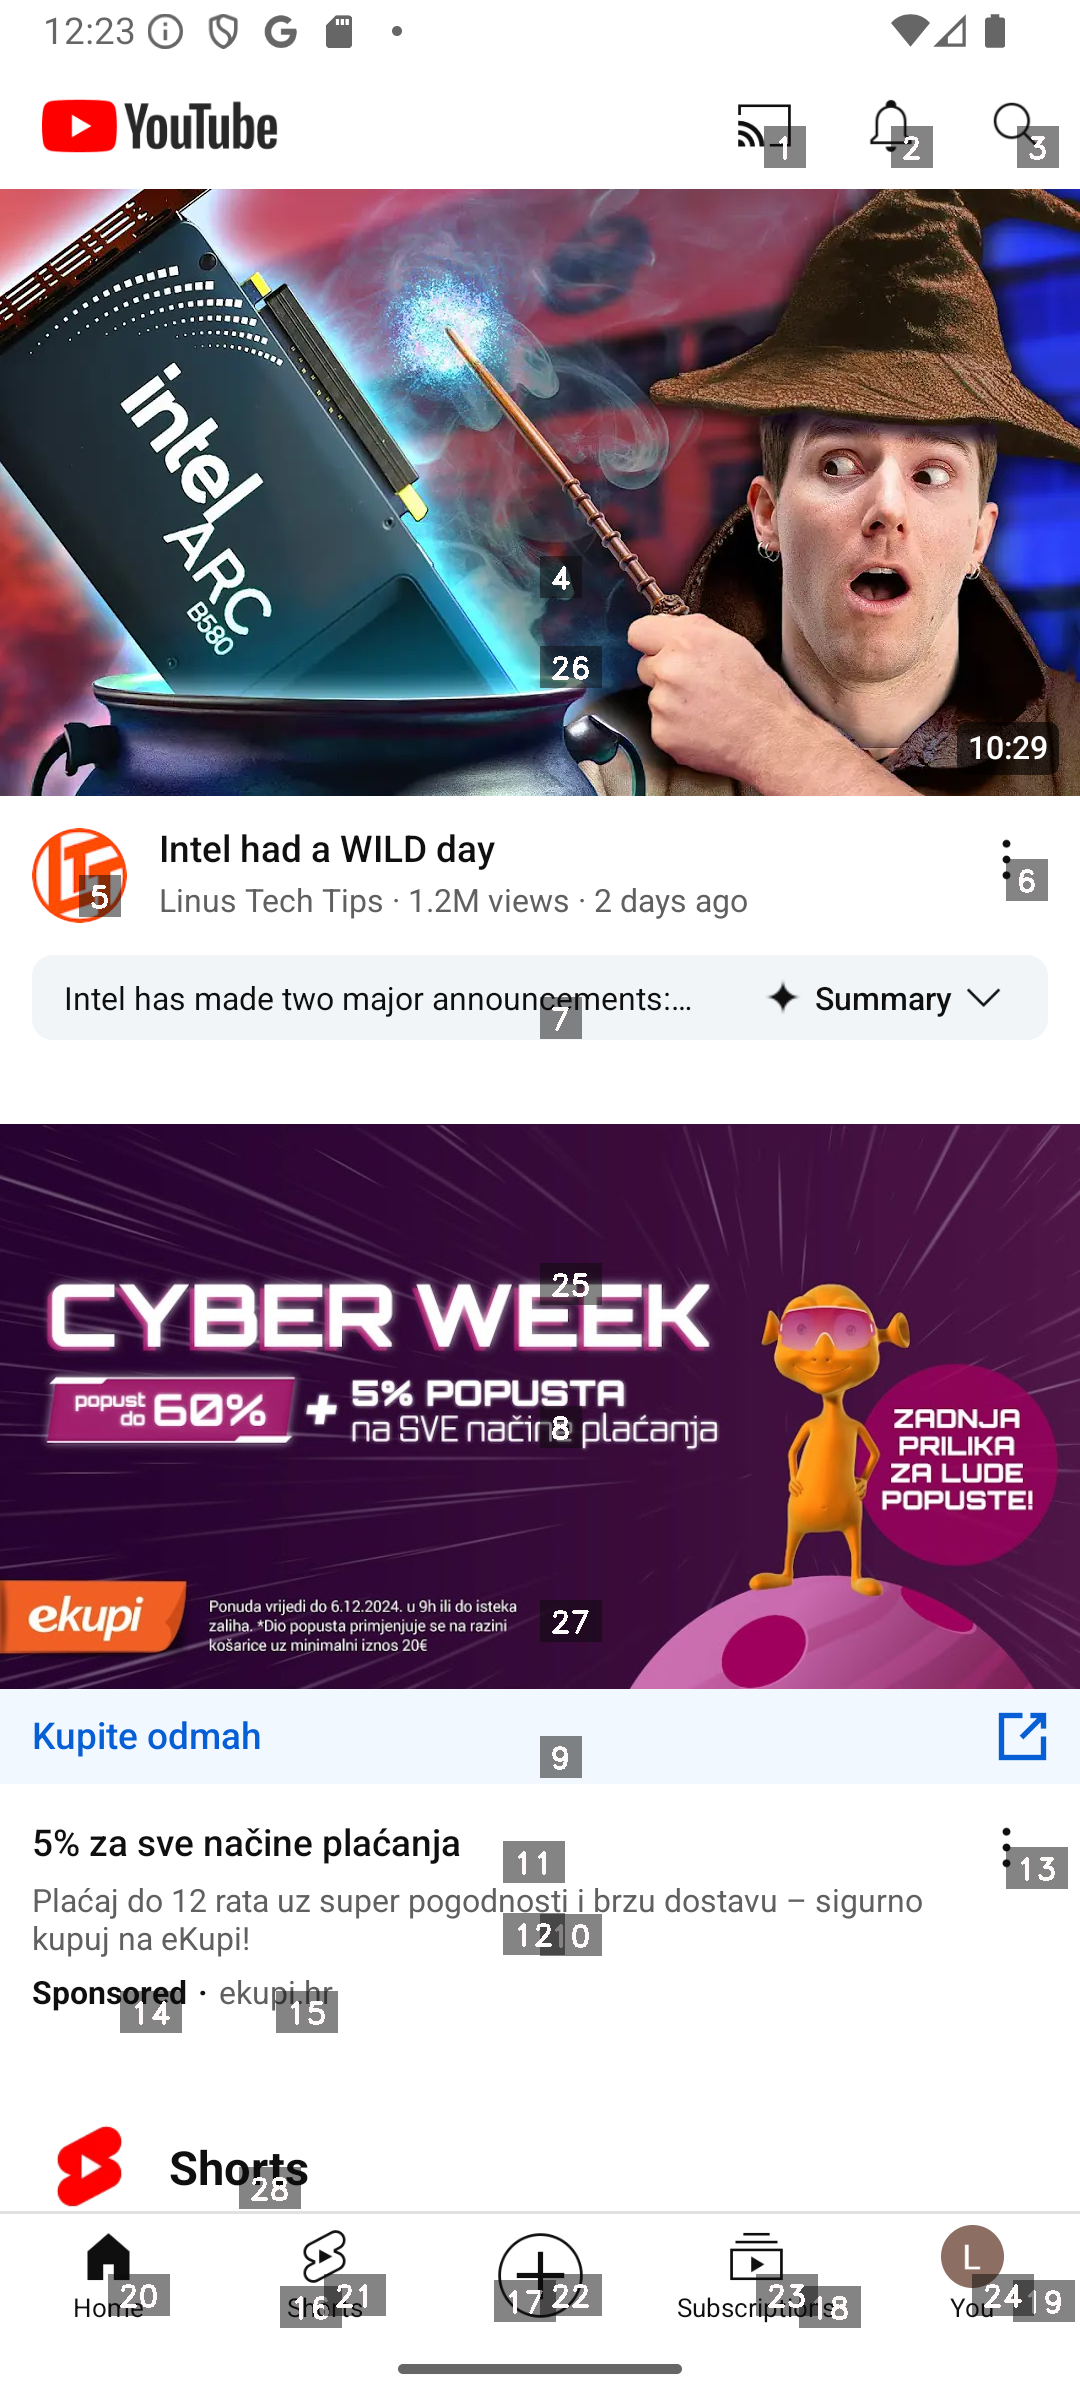 12:23
YouTube
1
2
3
intel
ARC
B580
4
26
10:29
5
Intel had a WILD day
Linus Tech Tips · 1.2M views · 2 days ago
6
Intel has made two major announcements:...
Summary
7
CYBER WEEK
25
popust do 60% + 5% POPUSTA
na SVE načine plaćanja
8
ZADNJA
PRILIKA
ZA LUDE
POPUSTE!
ekupi
Ponuda vrijedi do 6.12.2024. u 9h ili do isteka
zaliha. *Dio popusta primjenjuje se na razini
košarice uz minimalni iznos 20€
27
Kupite odmah
9
5% za sve načine plaćanja
11
13
Plaćaj do 12 rata uz super pogodnosti i brzu dostavu – sigurno
kupuj na eKupi!
12
10
Sponsored · ekupi.hr
14
15
Shorts
28
L
Home
Shorts
Subscriptions
You
20
16
21
17
22
23
18
24
19